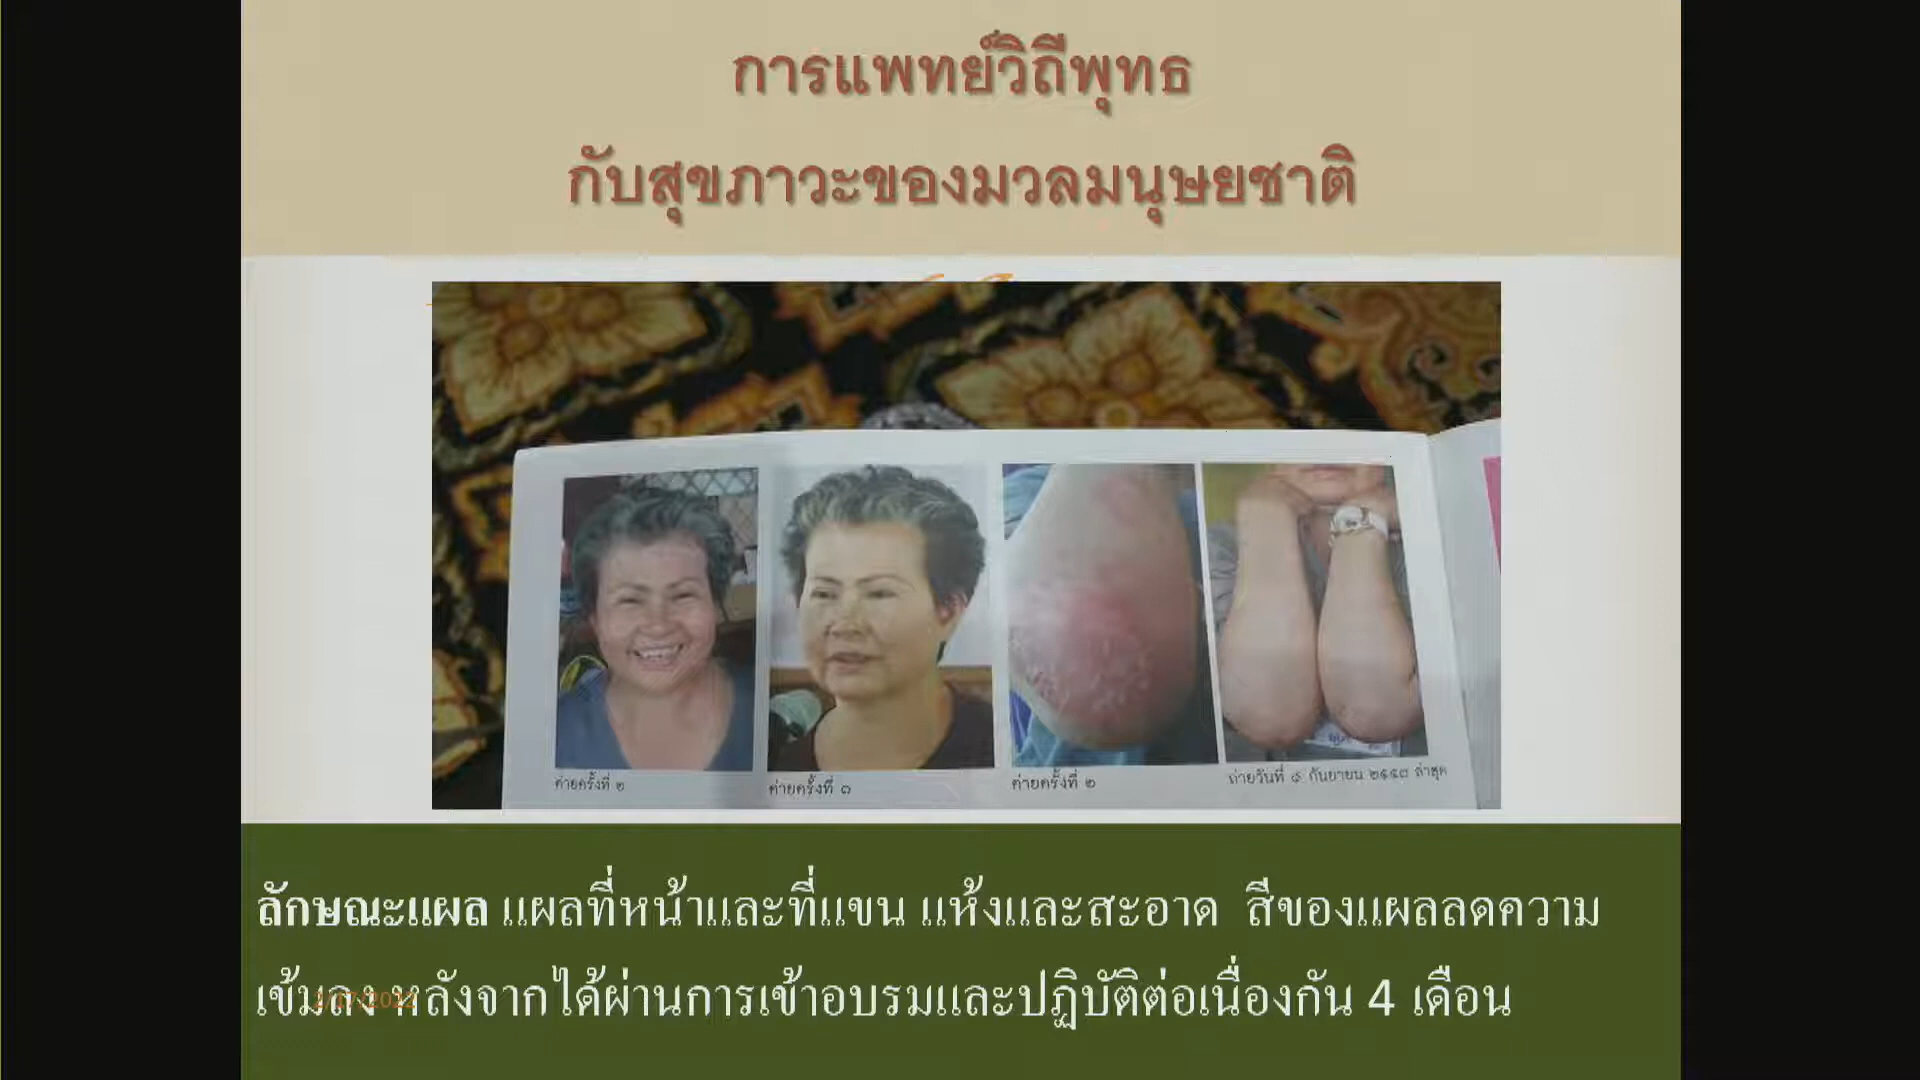 การแพทย์วิถีพุทธ
กับสุขภาวะของมวลมนุษยชาติ
ค่ายครั้งที่ ๒
ค่ายครั้งที่ ๓
ค่ายครั้งที่ ๒
ถ่ายวันที่ ๙ กันยายน ๒๕๕๓ ล่าสุด
ลักษณะแผล แผลที่หน้าและที่แขน แห้งและสะอาด สีของแผลลดความ
เข้มลง หลังจากได้ผ่านการเข้าอบรมและปฏิบัติต่อเนื่องกัน 4 เดือน
2/17/2022